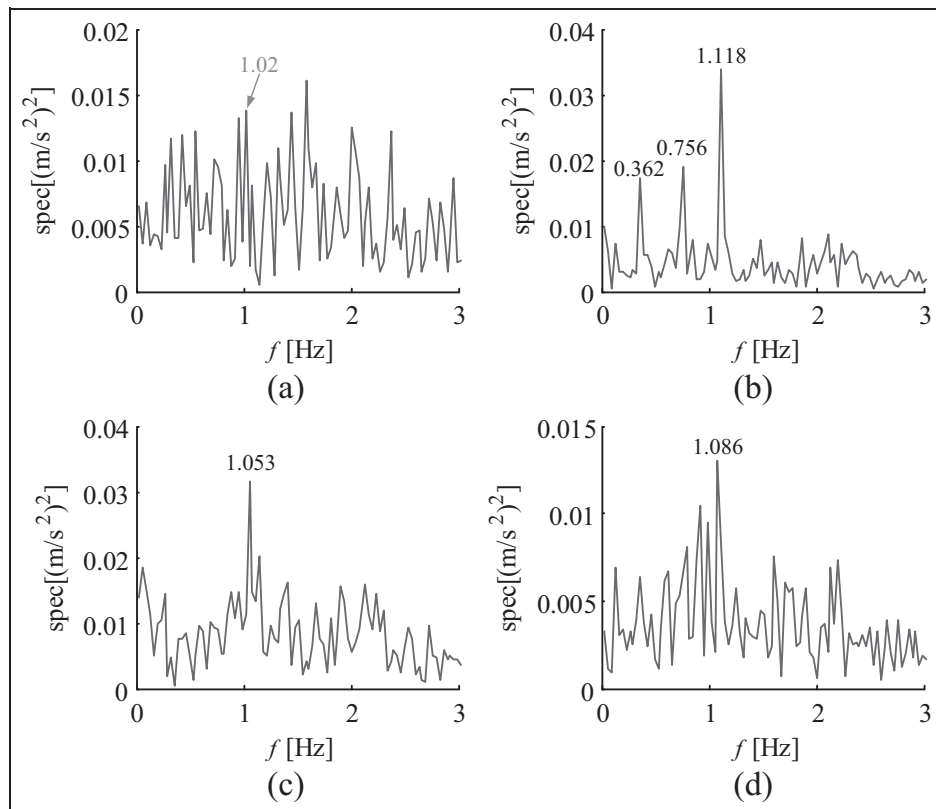 0.02
0.015
0.01
0.005
0
spec[(m/s²)²]
1.02
0 1 2 3
f [Hz]
(a)
0.04
0.03
0.02
0.01
0
spec[(m/s²)²]
1.118
0.756
0.362
0 1 2 3
f [Hz]
(b)
0.04
0.03
0.02
0.01
0
spec[(m/s²)²]
1.053
0 1 2 3
f [Hz]
(c)
0.015
0.01
0.005
0
spec[(m/s²)²]
1.086
0 1 2 3
f [Hz]
(d)